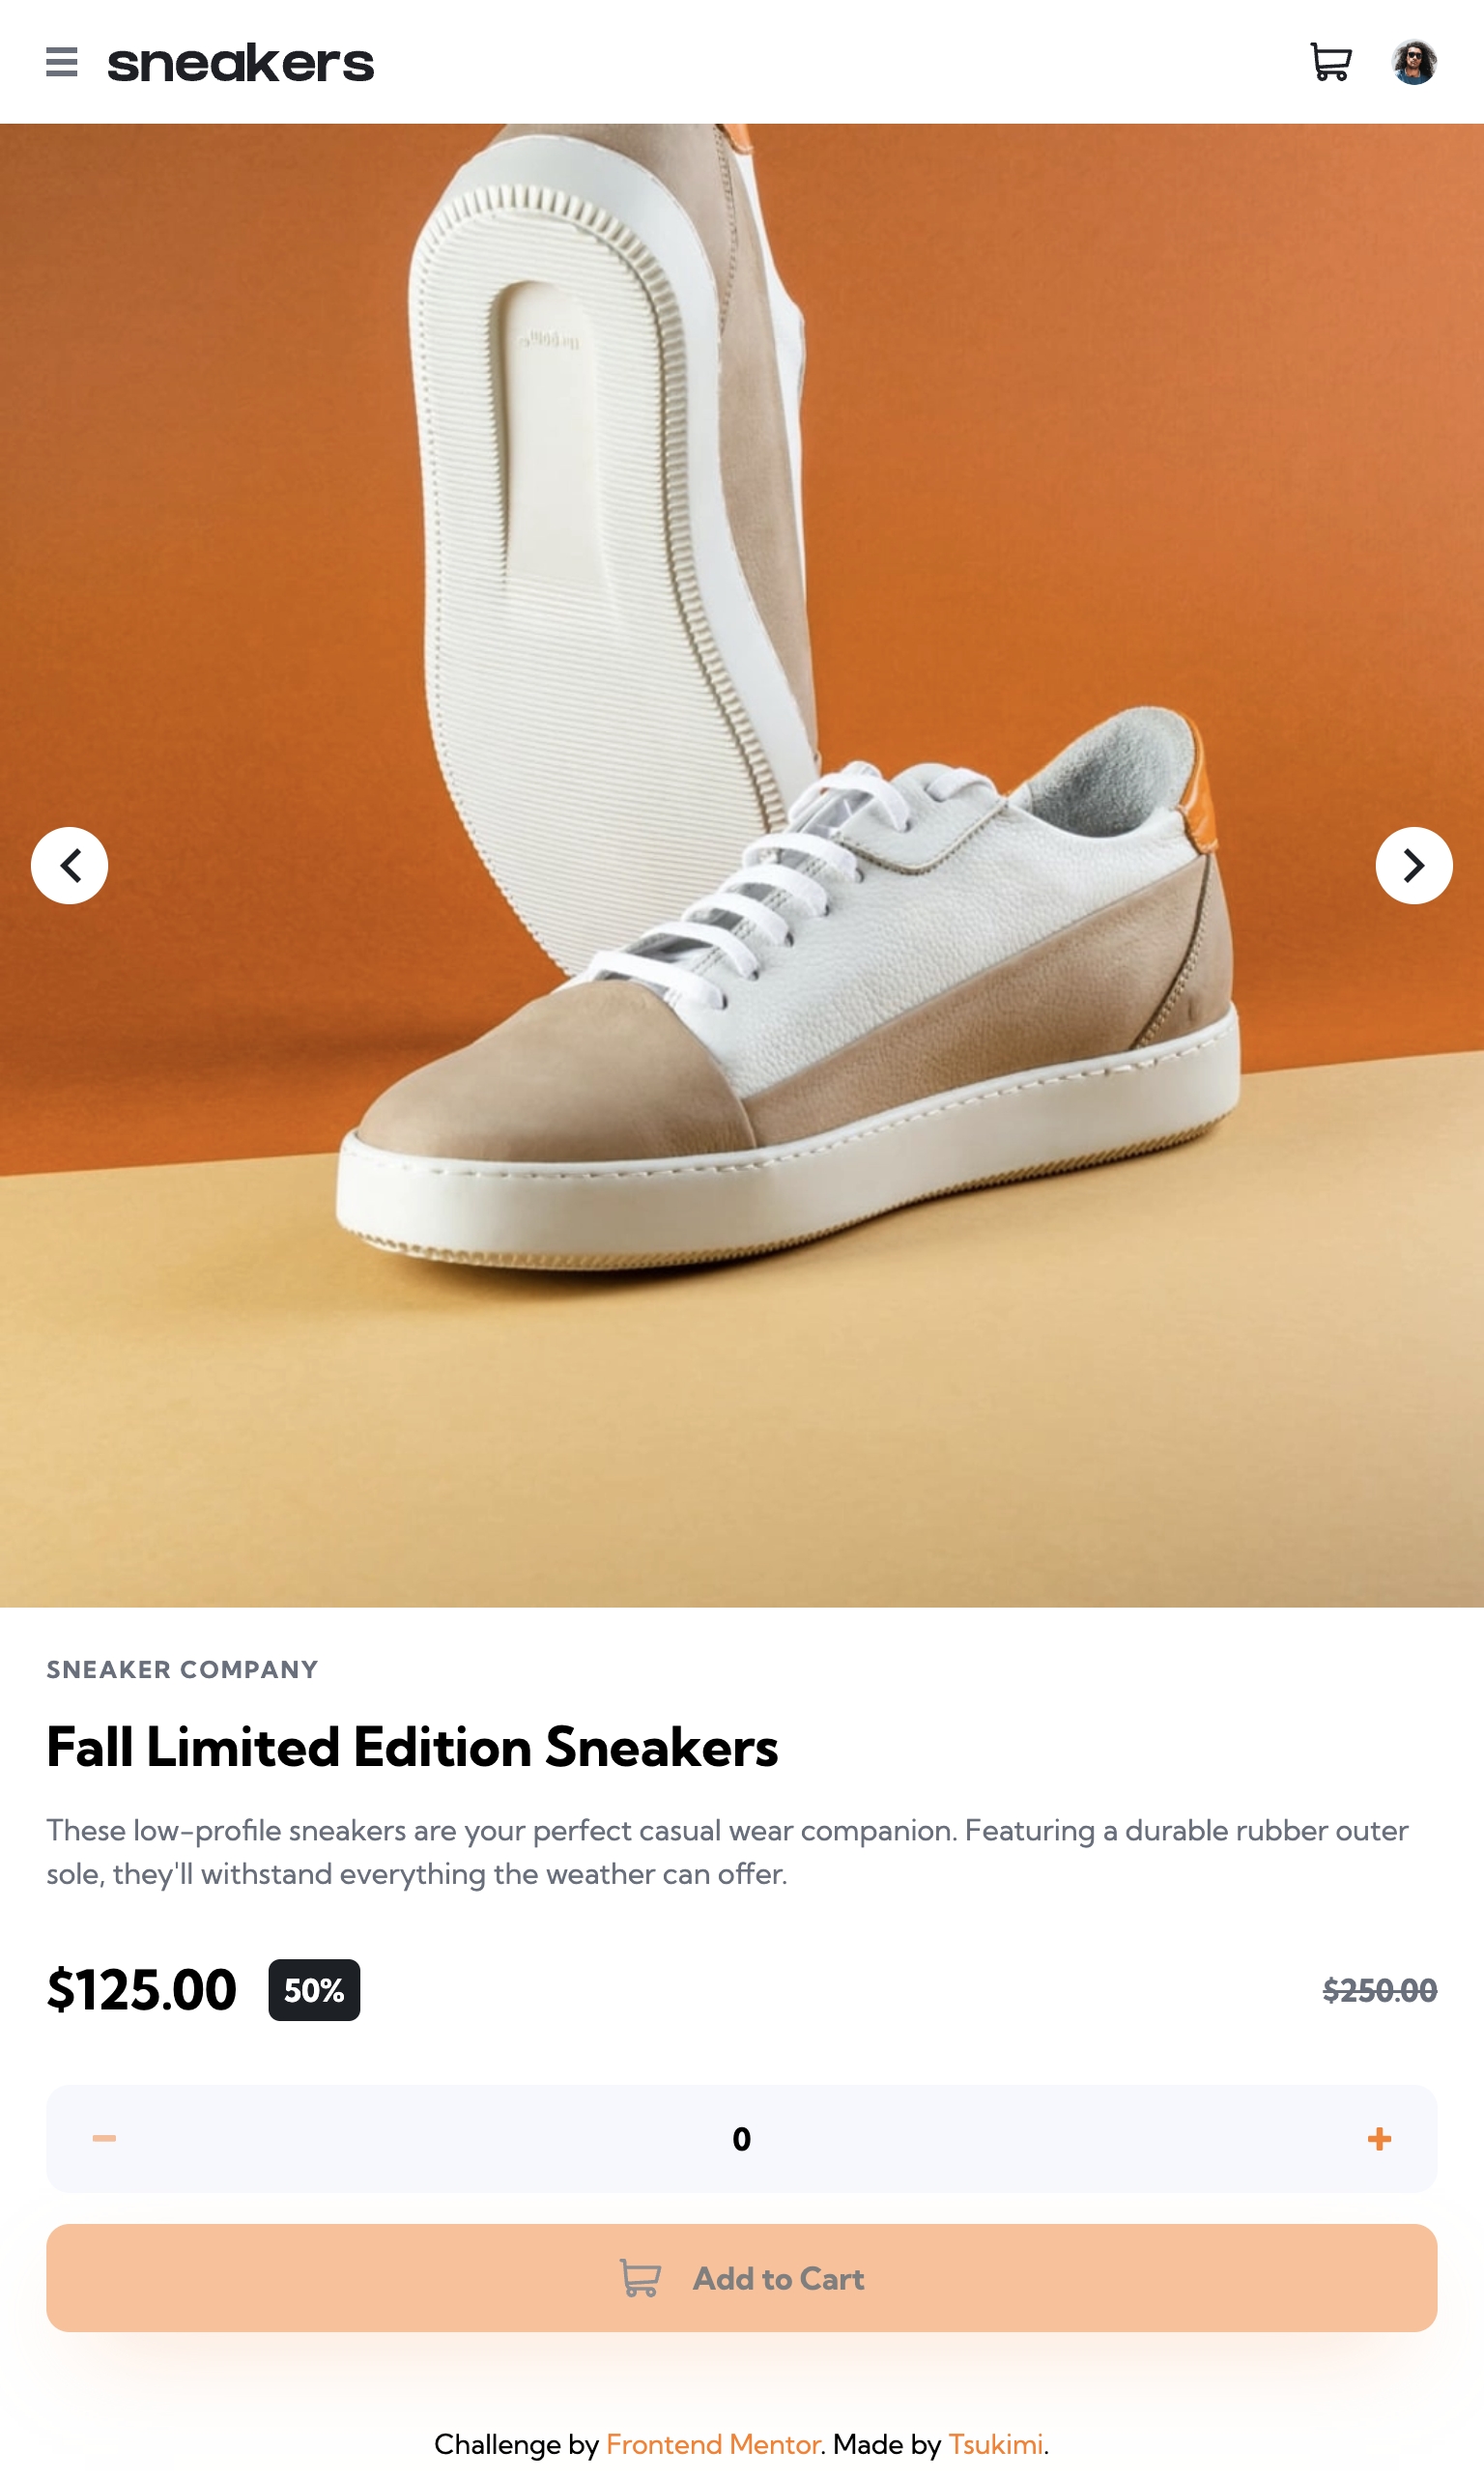 sneakers
SNEAKER COMPANY
Fall Limited Edition Sneakers
These low-profile sneakers are your perfect casual wear companion. Featuring a durable rubber outer
sole, they'll withstand everything the weather can offer.
$125.00 50% $250.00
0
Add to Cart
Challenge by Frontend Mentor. Made by Tsukimi.